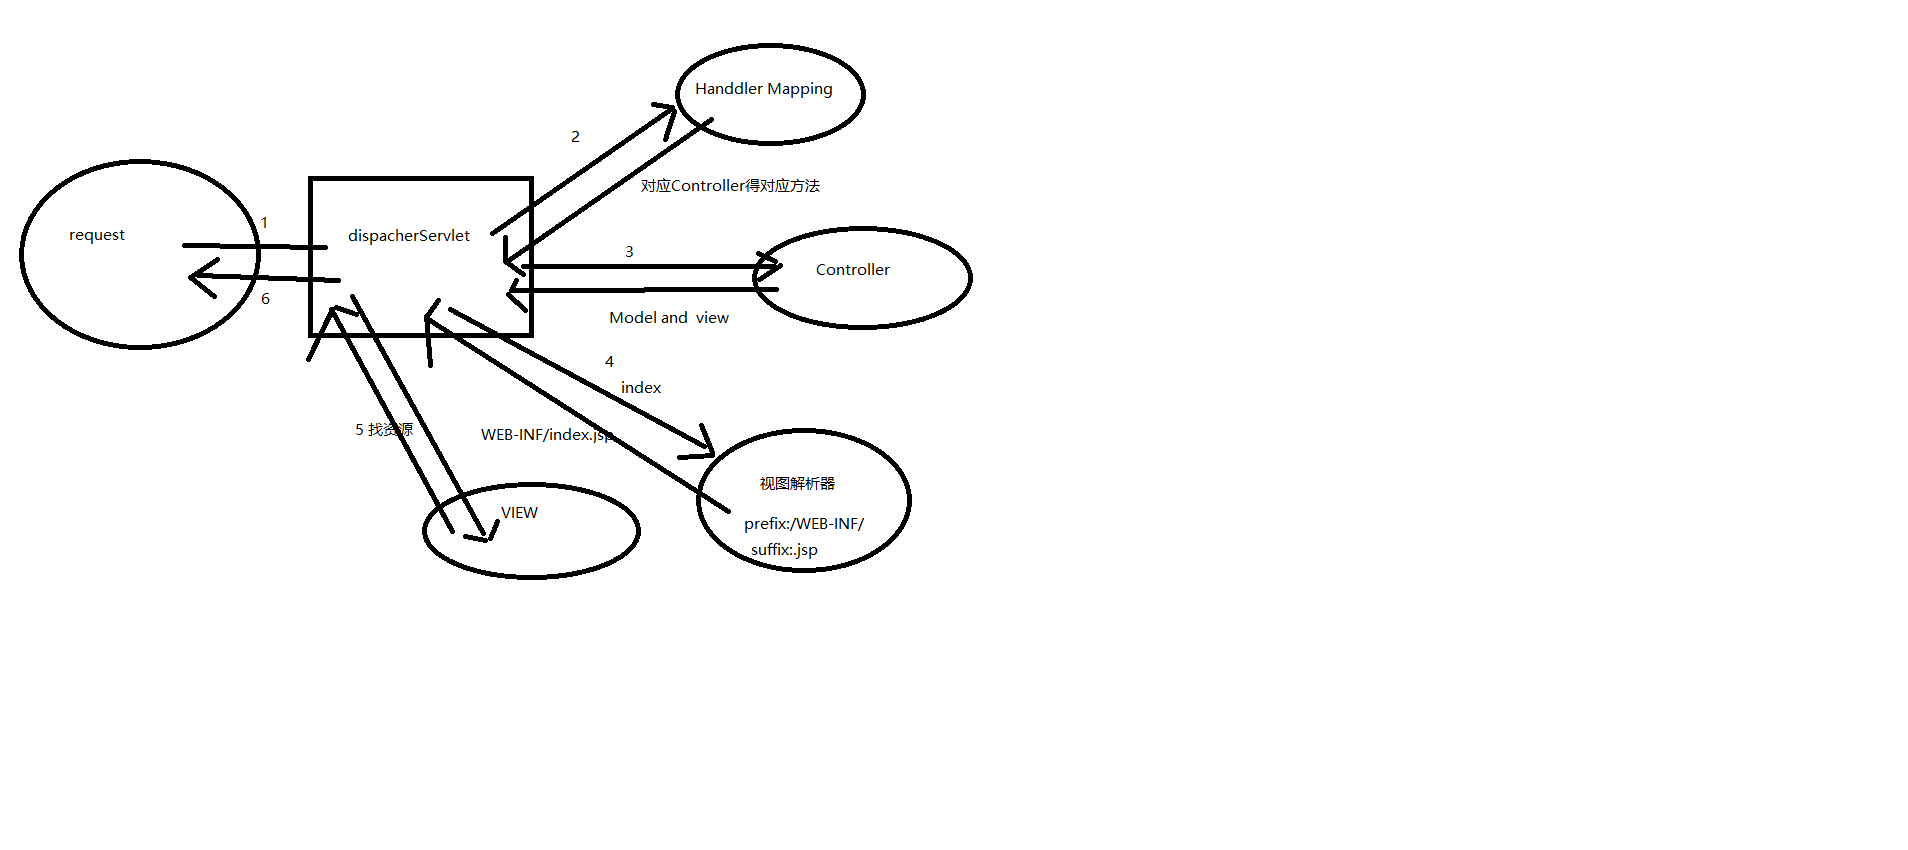 Handdler Mapping
2
对应Controller得对应方法
1
request
dispacherServlet
3
Controller
6
Model and  view
4
index
5 找资源
WEB-INF/index.jsp
视图解析器
VIEW
prefix:/WEB-INF/
suffix:.jsp